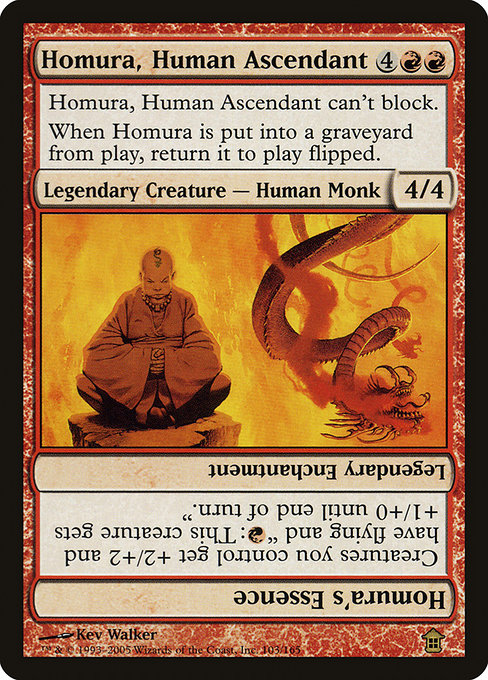 Homura, Human Ascendant 4
Homura, Human Ascendant can't block.
When Homura is put into a graveyard
from play, return it to play flipped.
Legendary Creature — Human Monk 4/4
Homura's Essence
Creatures you control get +2/+2 and
have flying and “ : This creature gets
+1/+0 until end of turn.”
Legendary Enchantment
Kev Walker
™ & © 1993-2005 Wizards of the Coast, Inc. 103/165